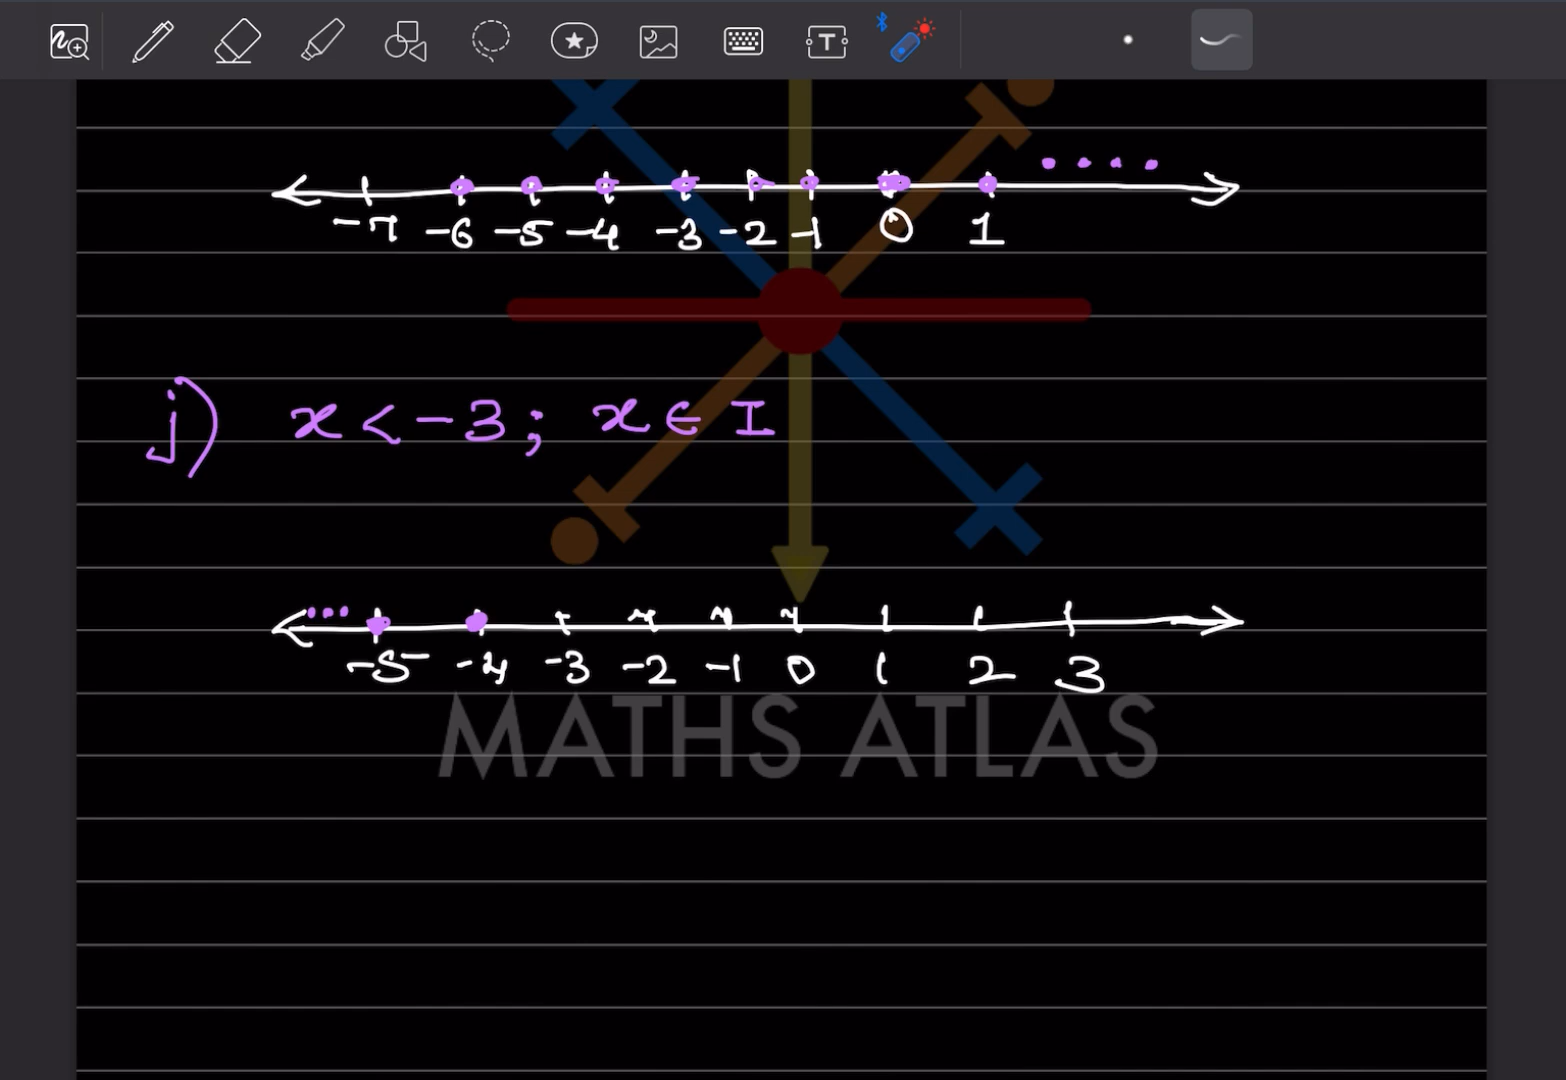 -7 -6 -5 -4 -3 -2 -1 0 1
j) x < -3; x ∈ I
-5 -4 -3 -2 -1 0 1 2 3
MATHS ATLAS